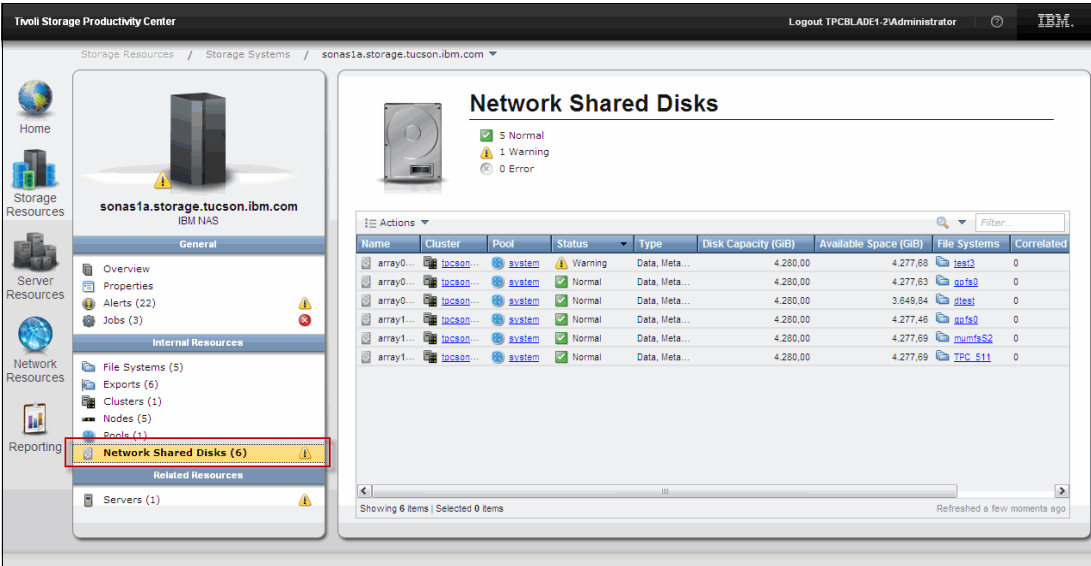 Tivoli Storage Productivity Center
Logout TPCBLADE1-2\Administrator
IBM.
Storage Resources / Storage Systems / sonas1a.storage.tucson.ibm.com
Home
Storage Resources
Server Resources
Network Resources
Reporting
sonas1a.storage.tucson.ibm.com
IBM NAS
General
Overview
Properties
Alerts (22)
Jobs (3)
Internal Resources
File Systems (5)
Exports (6)
Clusters (1)
Nodes (5)
Pools (1)
Network Shared Disks (6)
Related Resources
Servers (1)
Network Shared Disks
5 Normal
1 Warning
0 Error
Actions Filter...
Name Cluster Pool Status Type Disk Capacity (GiB) Available Space (GiB) File Systems Correlated
array0... tpcson... system Warning Data, Meta... 4.280,00 4.277,68 test3 0
array0... tpcson... system Normal Data, Meta... 4.280,00 4.277,63 gpfs0 0
array0... tpcson... system Normal Data, Meta... 4.280,00 3.649,84 dtest 0
array1... tpcson... system Normal Data, Meta... 4.280,00 4.277,46 gpfs0 0
array1... tpcson... system Normal Data, Meta... 4.280,00 4.277,69 mumfsS2 0
array1... tpcson... system Normal Data, Meta... 4.280,00 4.277,69 TPC_511 0
Showing 6 items | Selected 0 items
Refreshed a few moments ago